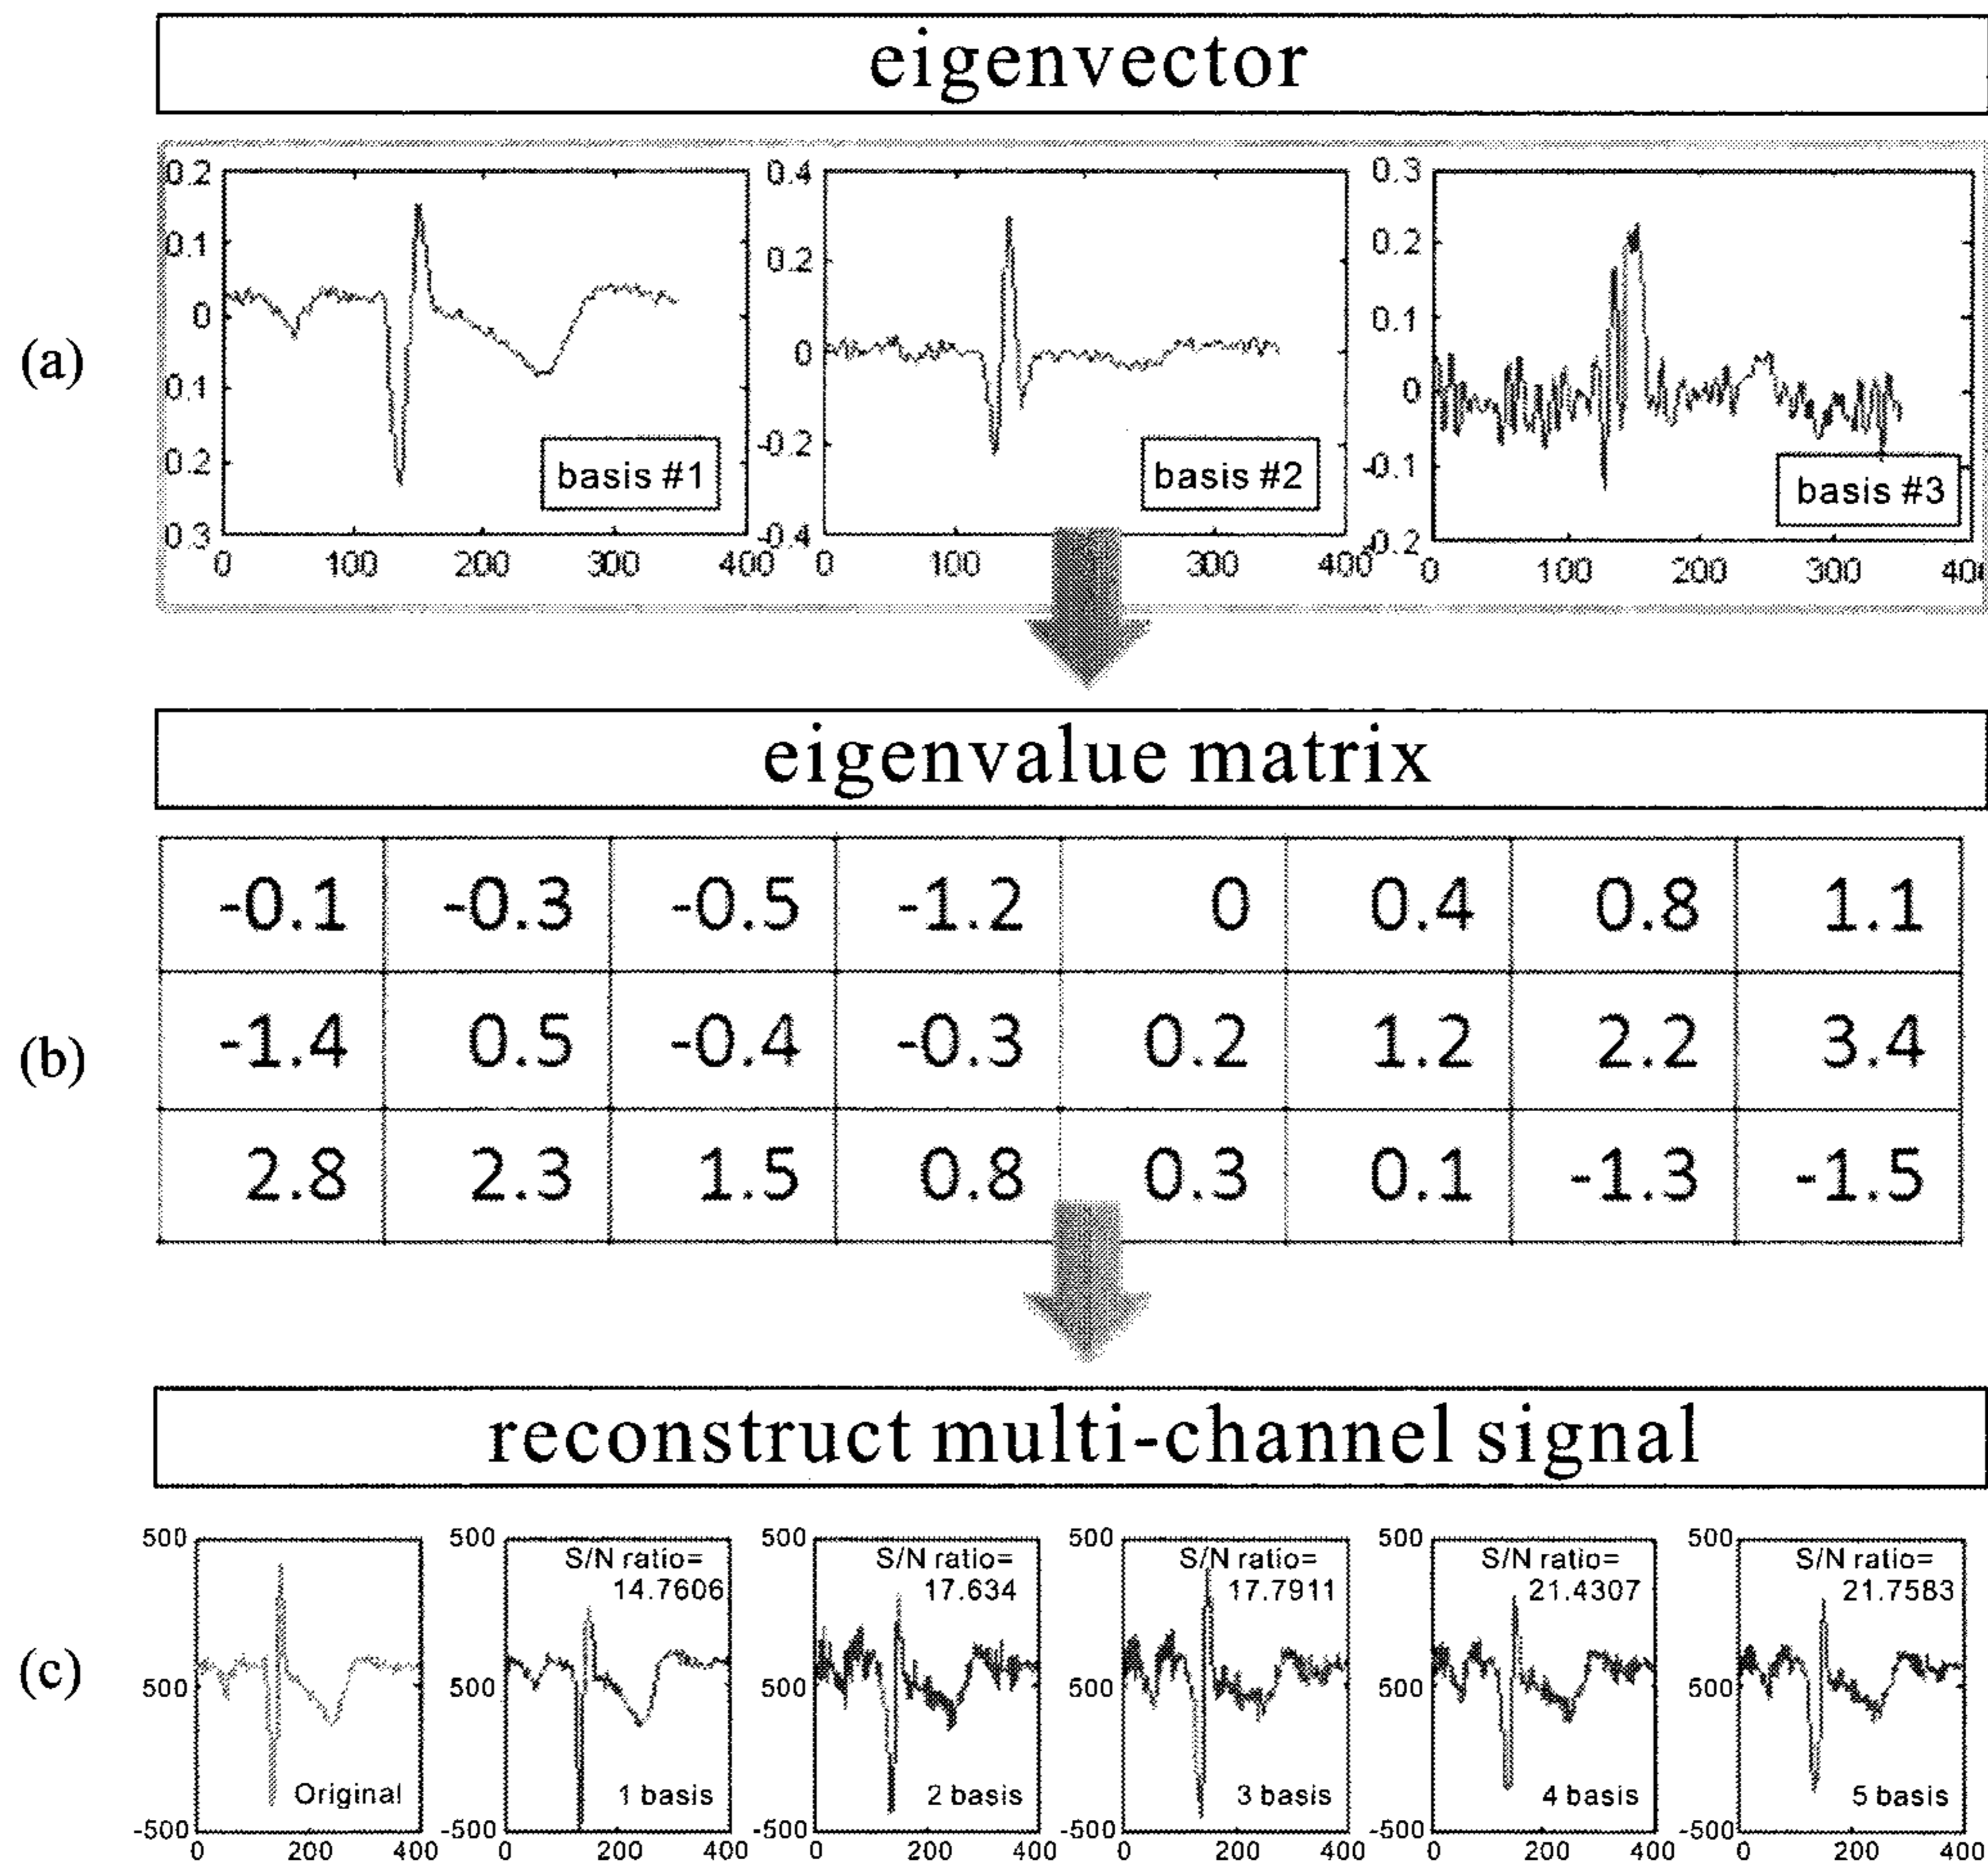 eigenvector
(a)
0.2
0.1
0
0.1
0.2
0.3
0 100 200 300 400
basis #1
0.4
0.2
0
-0.2
-0.4
0 100 300 400
basis #2
0.3
0.2
0.1
0
-0.1
-0.2
0 100 200 300
basis #3
eigenvalue matrix
(b)
-0.1 -0.3 -0.5 -1.2 0 0.4 0.8 1.1
-1.4 0.5 -0.4 -0.3 0.2 1.2 2.2 3.4
2.8 2.3 1.5 0.8 0.3 0.1 -1.3 -1.5
reconstruct multi-channel signal
(c)
500
500
-500
0 200 400
Original
500
500
-500
0 200 400
S/N ratio=
14.7606
1 basis
500
500
-500
0 200 400
S/N ratio=
17.634
2 basis
500
500
-500
0 200 400
S/N ratio=
17.7911
3 basis
500
500
-500
0 200 400
S/N ratio=
21.4307
4 basis
500
500
-500
0 200 400
S/N ratio=
21.7583
5 basis